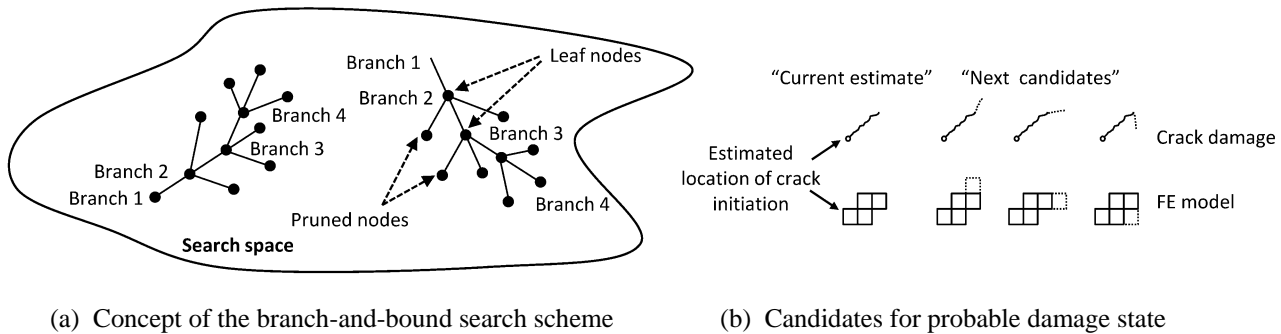 Branch 1
Branch 2
Branch 3
Branch 4
Branch 1
Branch 2
Branch 3
Branch 4
Leaf nodes
Pruned nodes
Search space
(a) Concept of the branch-and-bound search scheme
“Current estimate”
“Next candidates”
Crack damage
Estimated
location of crack
initiation
FE model
(b) Candidates for probable damage state